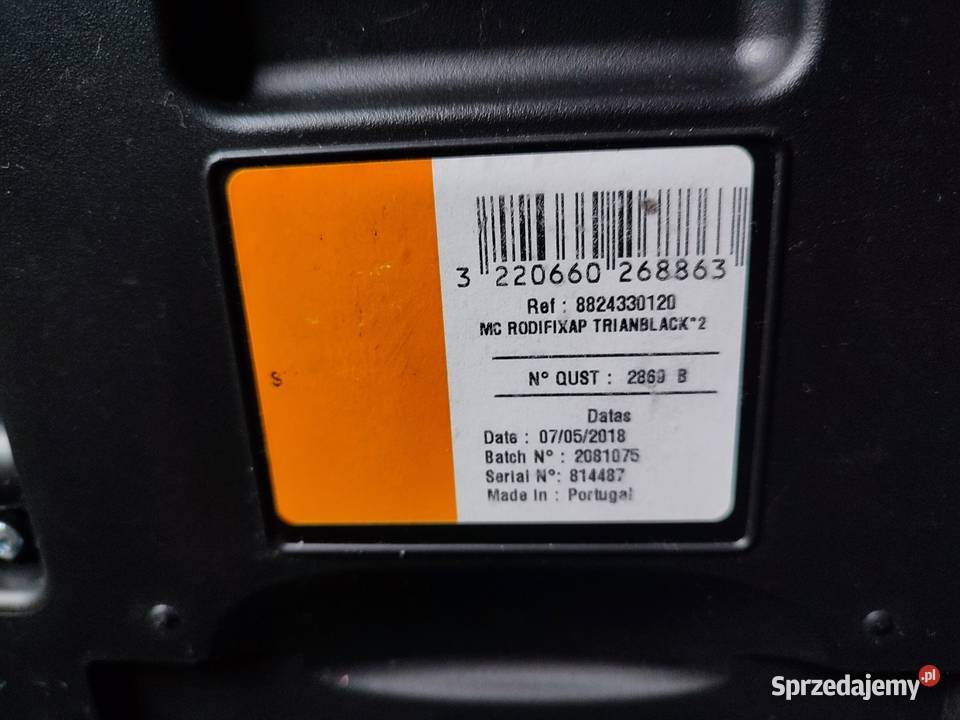 3 220660 268863
Ref : 8824330120
MC RODIFIXAP TRIANBLACK*2
N° QUST : 2869 B
Datas
Date : 07/05/2018
Batch N° : 2081075
Serial N°: 814487
Made In : Portugal
S
Sprzedajemy.pl